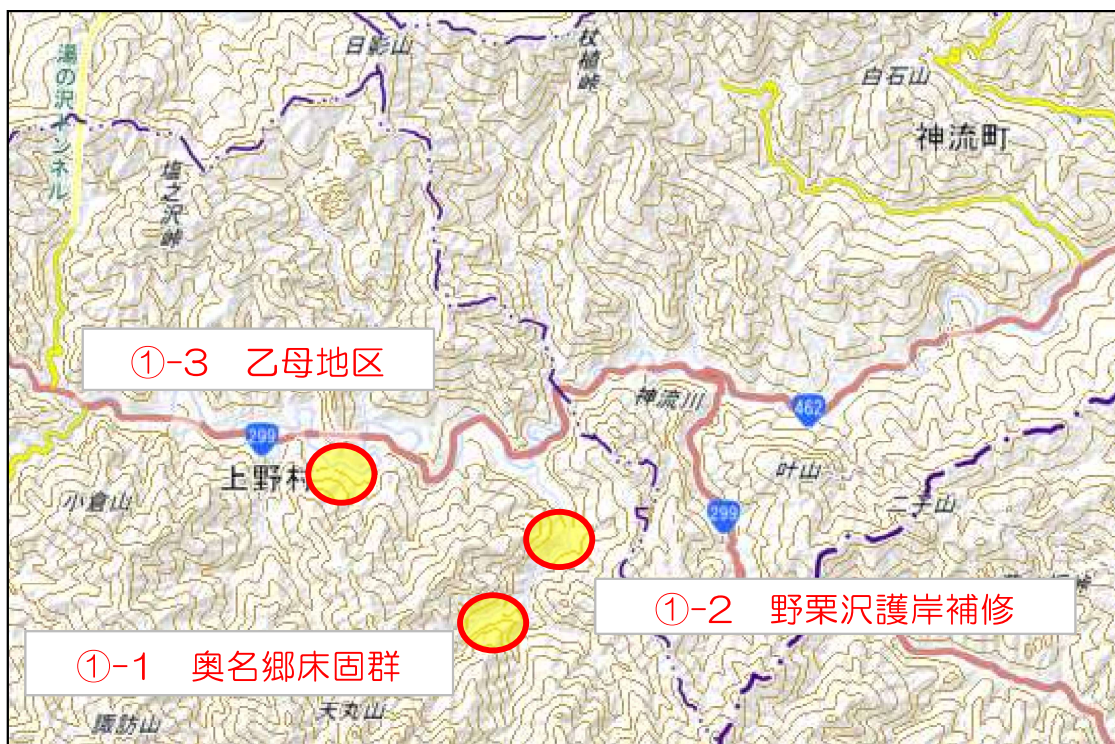 日影山
杖植峠
湯の沢トンネル
白石山
神流町
塩之沢峠
①-3 乙母地区
神流川
462
299
上野村
叶山
小倉山
二子山
299
①-2 野栗沢護岸補修
①-1 奥名郷床固群
天丸山
諏訪山